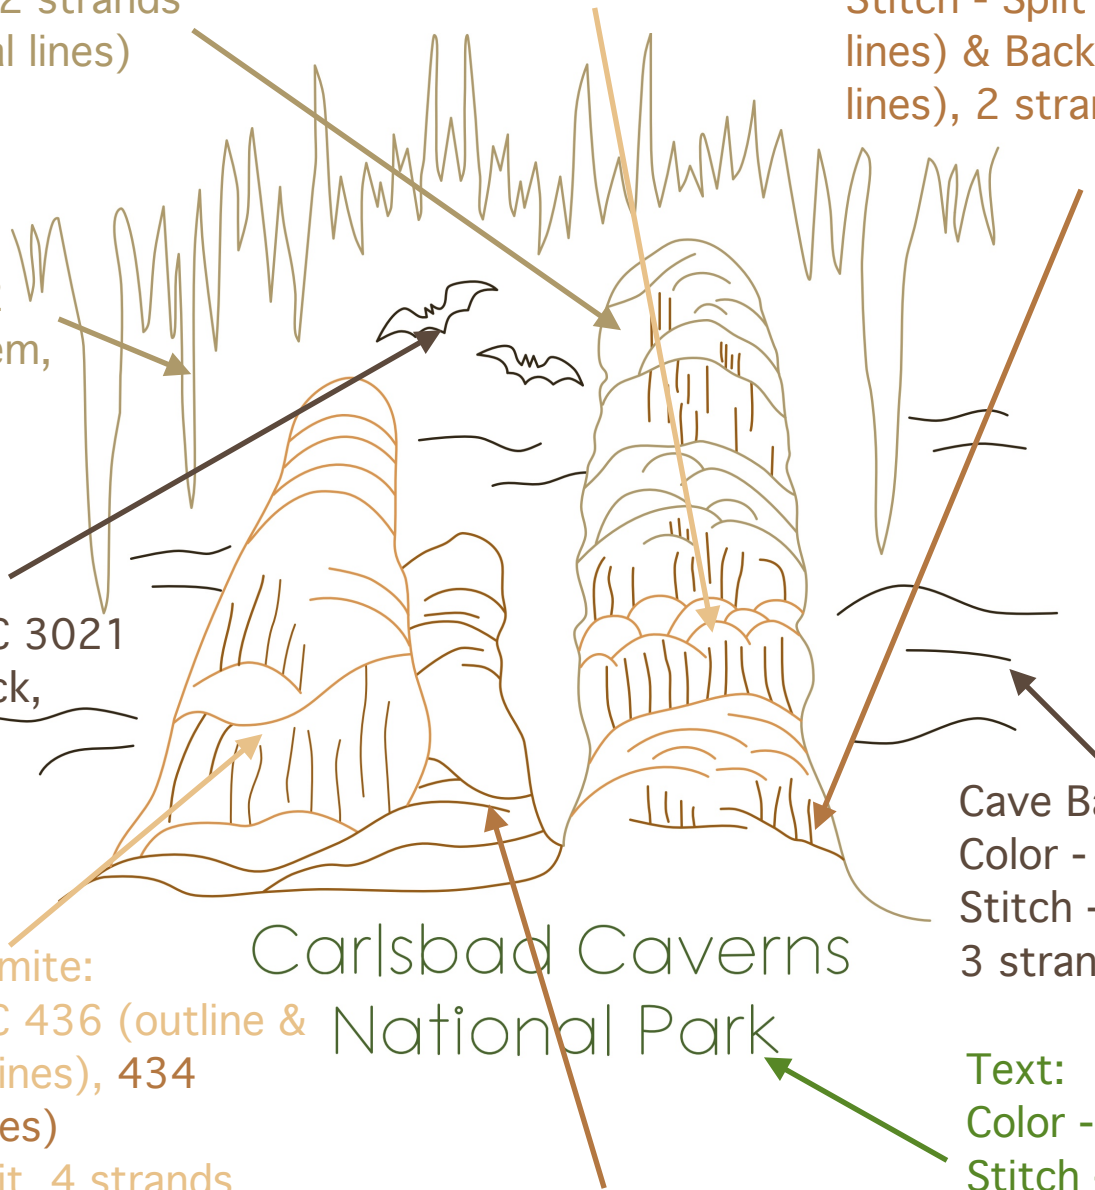 2 strands
al lines)
Stitch - Split
lines) & Back
lines), 2 stran
em,
C 3021
ck,
Cave Ba
Color -
Stitch -
3 stran
Carlsbad Caverns
National Park
mite:
C 436 (outline &
ines), 434
es)
it, 4 strands
Text:
Color -
Stitch -